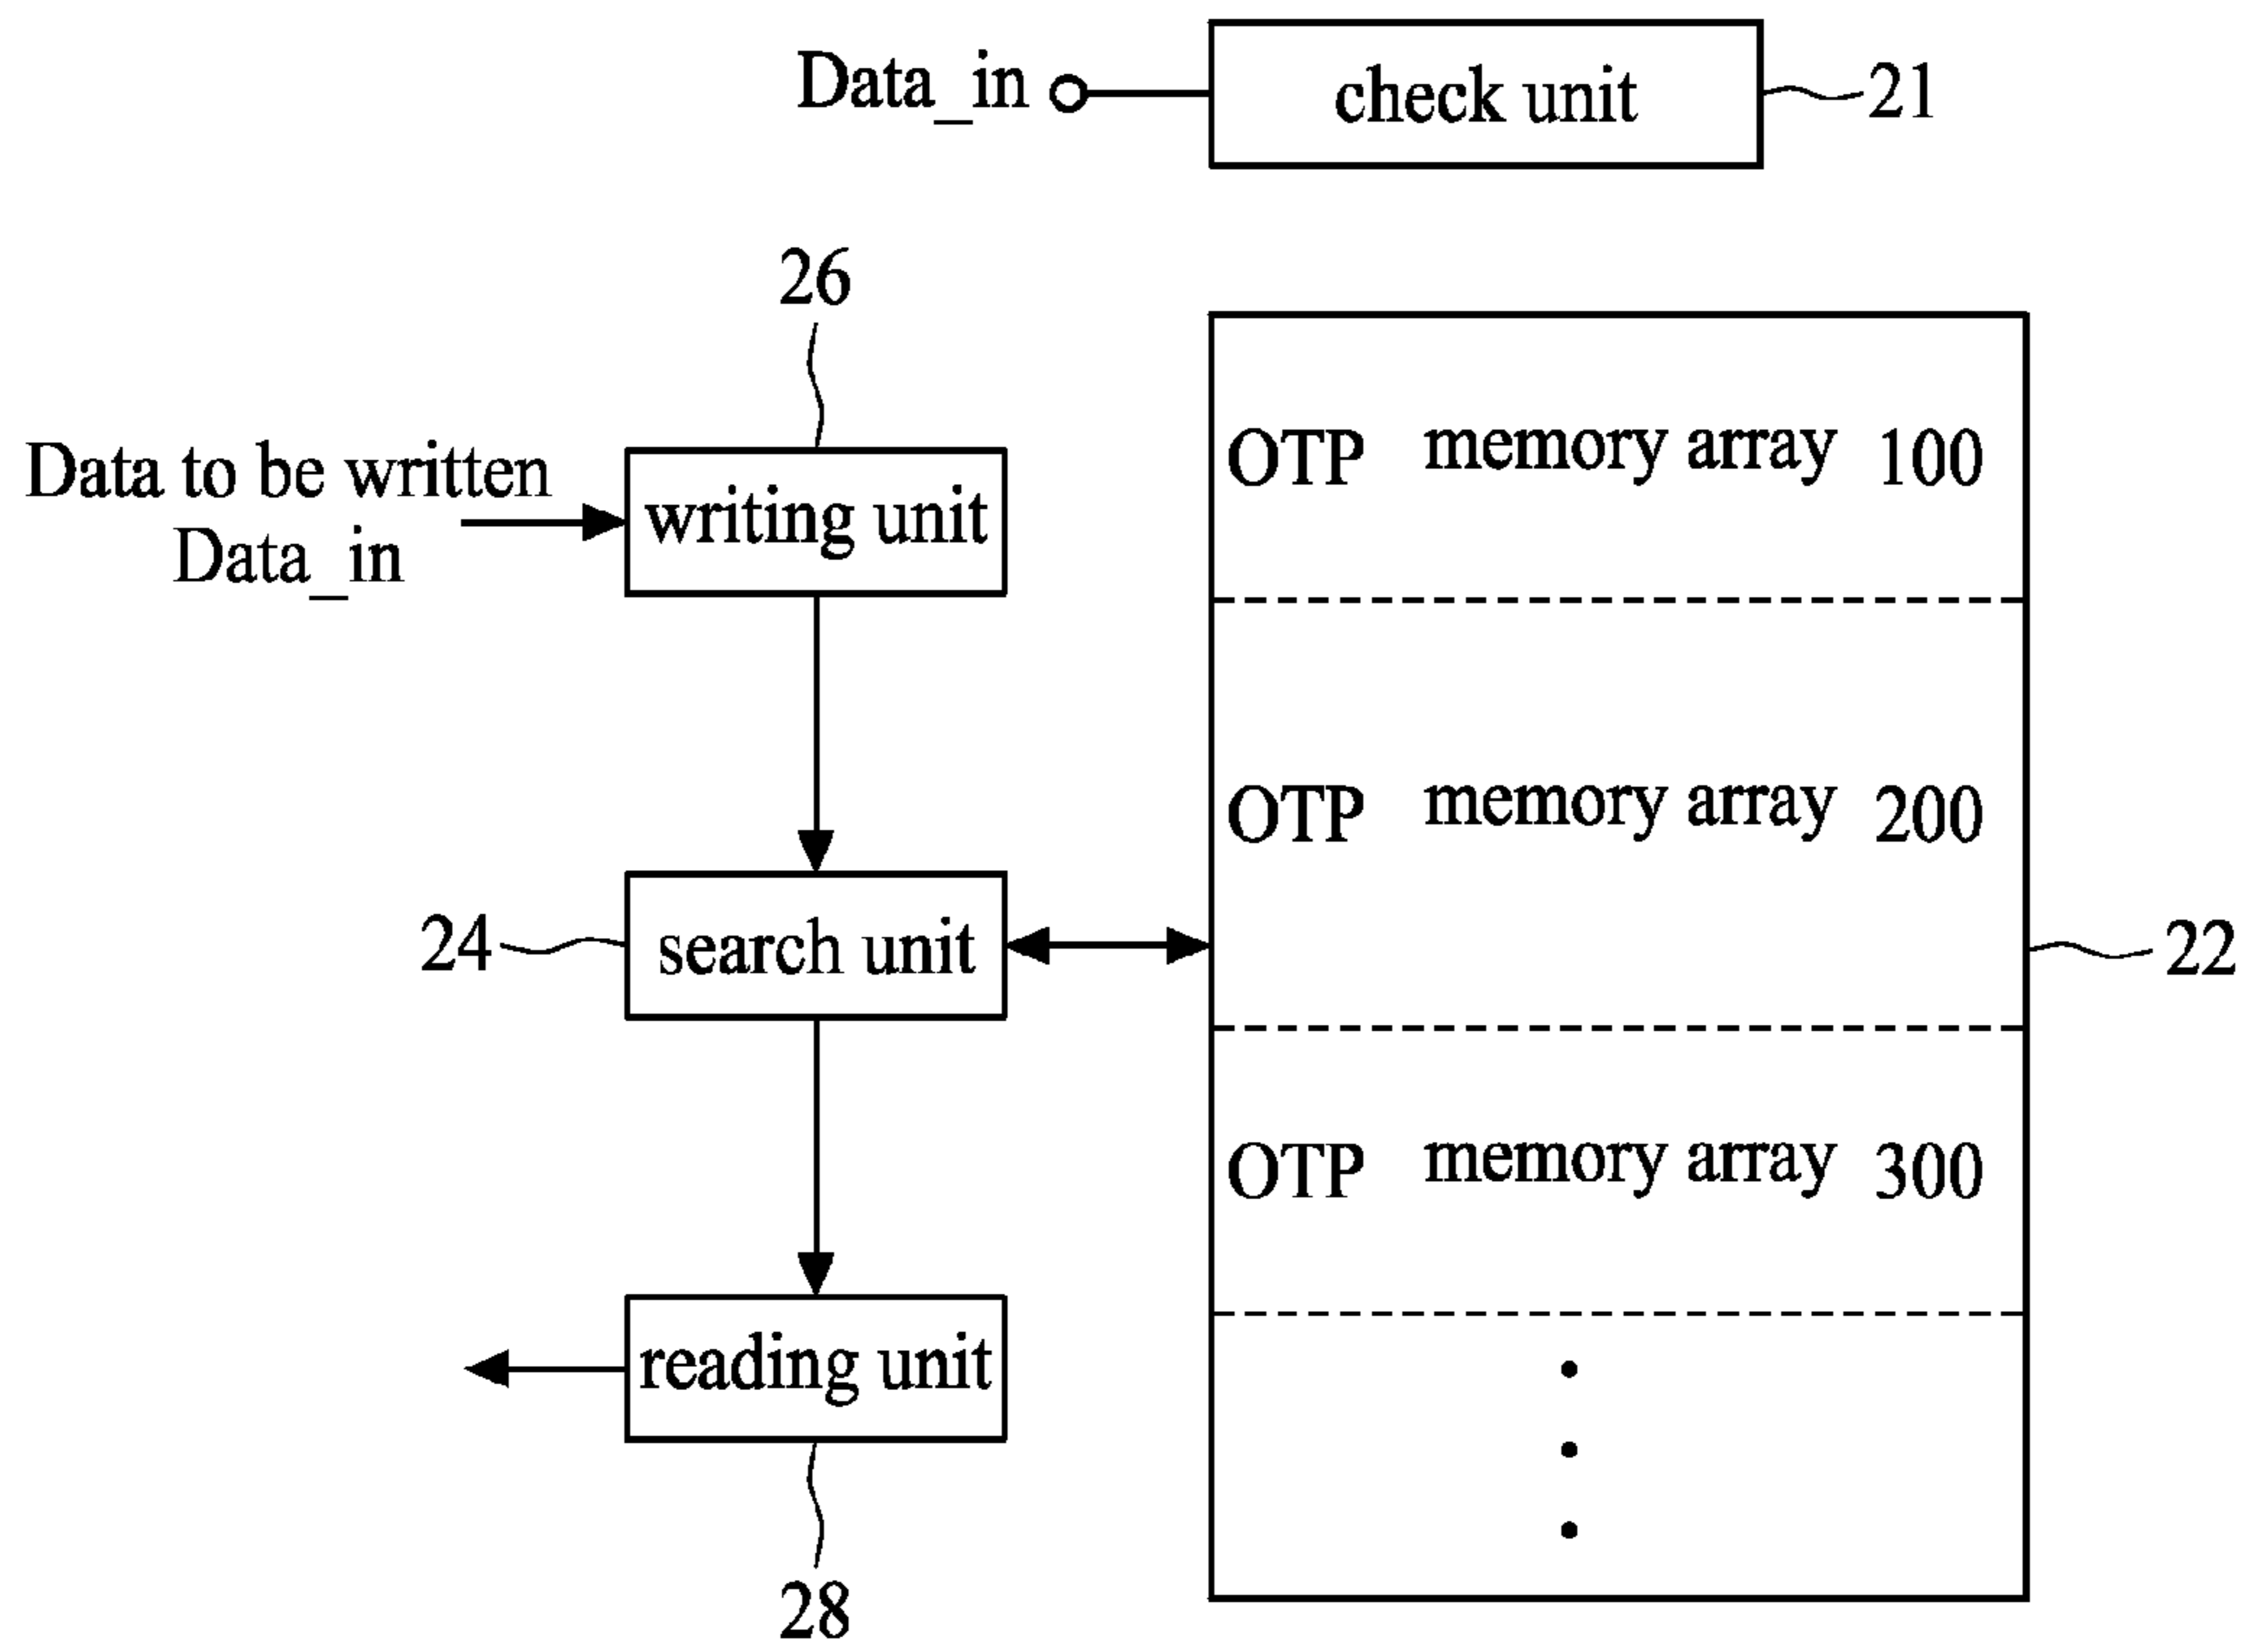 Data_in
check unit
21
26
Data to be written
Data_in
writing unit
OTP memory array 100
OTP memory array 200
24
search unit
22
OTP memory array 300
reading unit
28